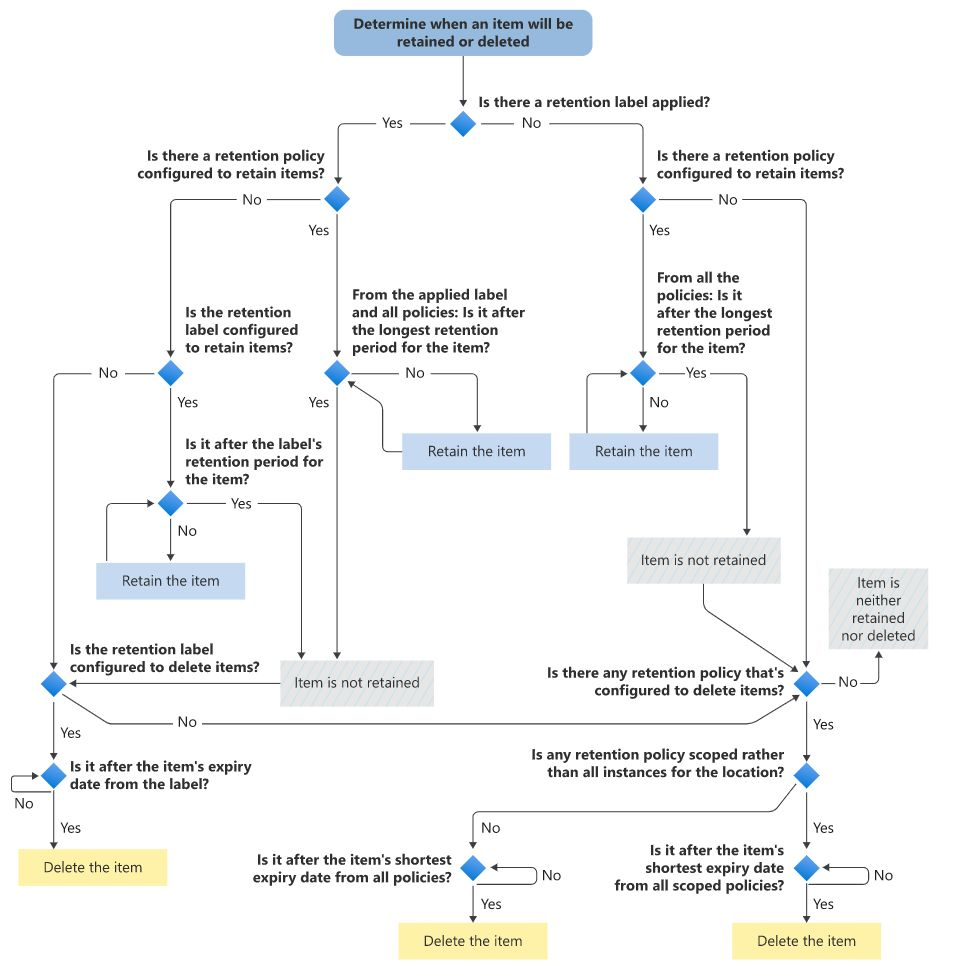 Determine when an item will be
retained or deleted
Is there a retention label applied?
Yes
No
Is there a retention policy
configured to retain items?
Is there a retention policy
configured to retain items?
No
No
Yes
Yes
From all the
policies: Is it
after the longest
retention period
for the item?
From the applied label
and all policies: Is it after
the longest retention
period for the item?
Is the retention
label configured
to retain items?
No
No
Yes
Yes
Yes
No
Is it after the label's
retention period for
the item?
Retain the item
Retain the item
Yes
No
Item is not retained
Retain the item
Item is
neither
retained
nor deleted
Is the retention label
configured to delete items?
Item is not retained
Is there any retention policy that's
configured to delete items?
No
No
Yes
Yes
Is it after the item's expiry
date from the label?
Is any retention policy scoped rather
than all instances for the location?
No
Yes
No
Yes
Delete the item
Is it after the item's shortest
expiry date from all policies?
No
Is it after the item's
shortest expiry date
from all scoped policies?
No
Yes
Yes
Delete the item
Delete the item